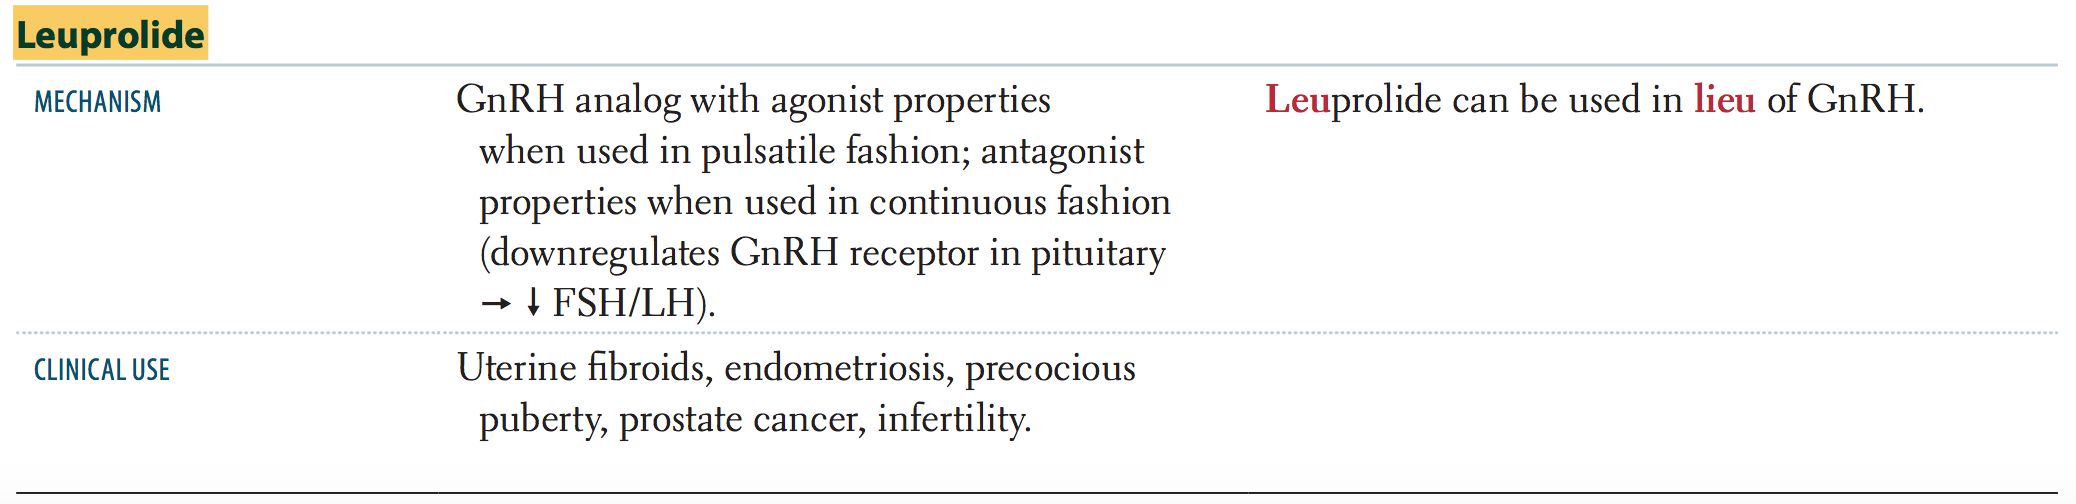 Leuprolide
MECHANISM
GnRH analog with agonist properties
when used in pulsatile fashion; antagonist
properties when used in continuous fashion
(downregulates GnRH receptor in pituitary
→ ↓ FSH/LH).
Leuprolide can be used in lieu of GnRH.
CLINICAL USE
Uterine fibroids, endometriosis, precocious
puberty, prostate cancer, infertility.